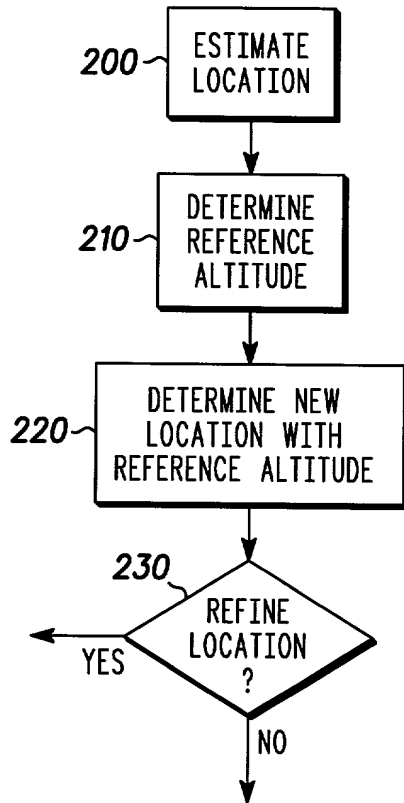 200
ESTIMATE
LOCATION
210
DETERMINE
REFERENCE
ALTITUDE
220
DETERMINE NEW
LOCATION WITH
REFERENCE ALTITUDE
230
REFINE
LOCATION
?
YES
NO